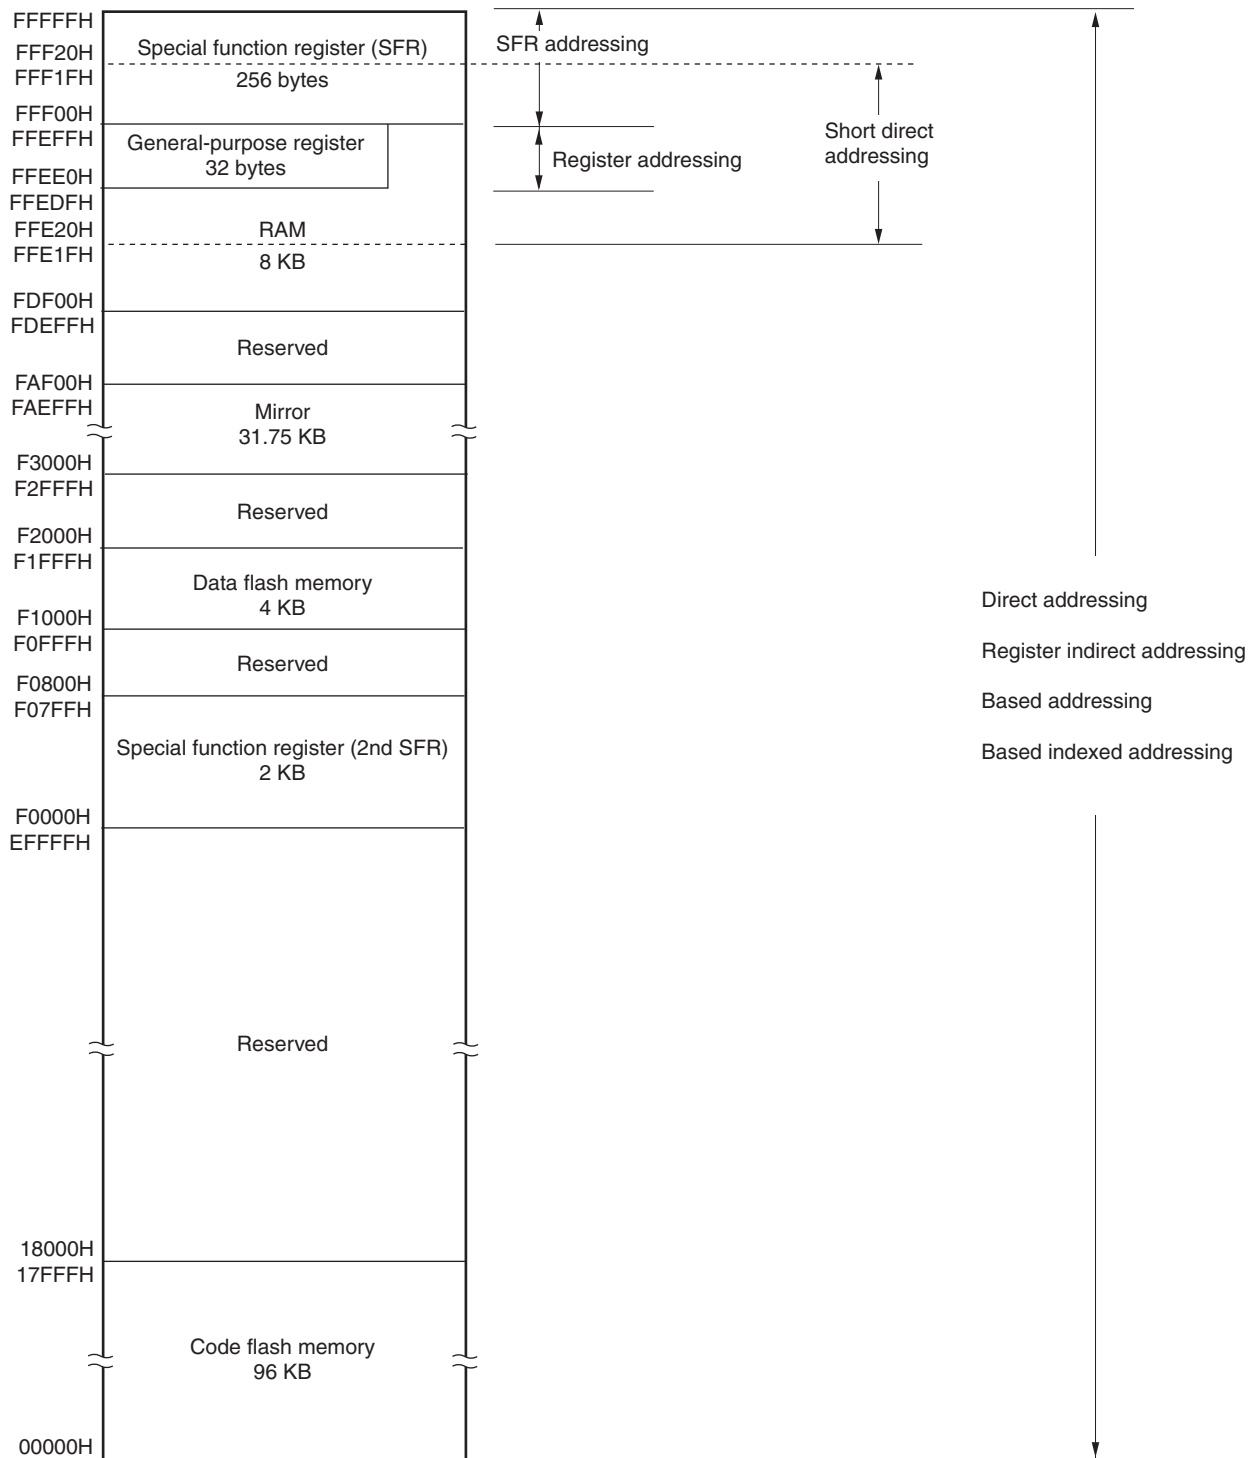 FFFFFH
SFR addressing
Special function register (SFR)
256 bytes
FFF20H
FFF1FH
FFF00H
FFEFFH
General-purpose register
32 bytes
Register addressing
Short direct
addressing
FFEE0H
FFEDFH
FFE20H
FFE1FH
RAM
8 KB
FDF00H
FDEFFH
Reserved
FAF00H
FAEFFH
Mirror
31.75 KB
F3000H
F2FFFH
Reserved
F2000H
F1FFFH
Data flash memory
4 KB
F1000H
F0FFFH
Reserved
F0800H
F07FFH
Special function register (2nd SFR)
2 KB
F0000H
EFFFFH
Direct addressing
Register indirect addressing
Based addressing
Based indexed addressing
Reserved
18000H
17FFFH
Code flash memory
96 KB
00000H